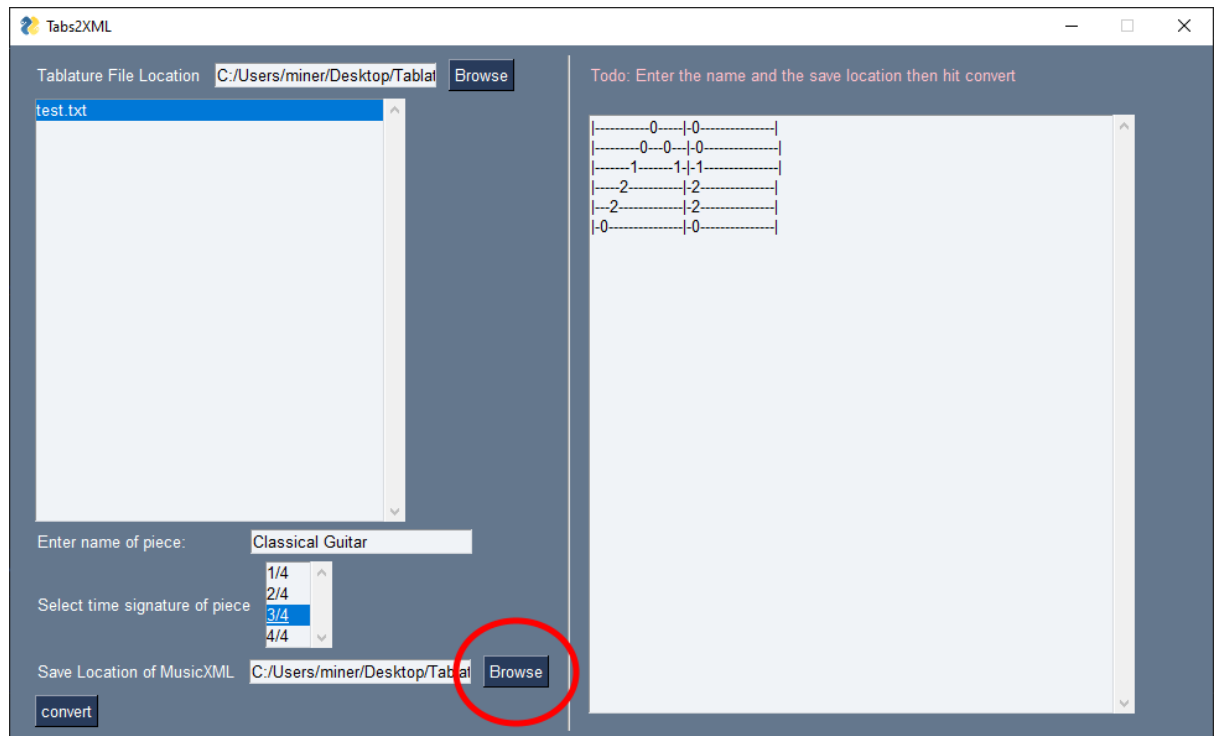 Tabs2XML
Tablature File Location C:/Users/miner/Desktop/Tablat Browse
test.txt
Enter name of piece: Classical Guitar
Select time signature of piece
1/4
2/4
3/4
4/4
Save Location of MusicXML C:/Users/miner/Desktop/Tablat Browse
convert
Todo: Enter the name and the save location then hit convert
|-----------0-----|-0---------------|
|---------0---0---|-0---------------|
|-------1-------1-|-1---------------|
|-----2-----------|-2---------------|
|---2-------------|-2---------------|
|-0---------------|-0---------------|